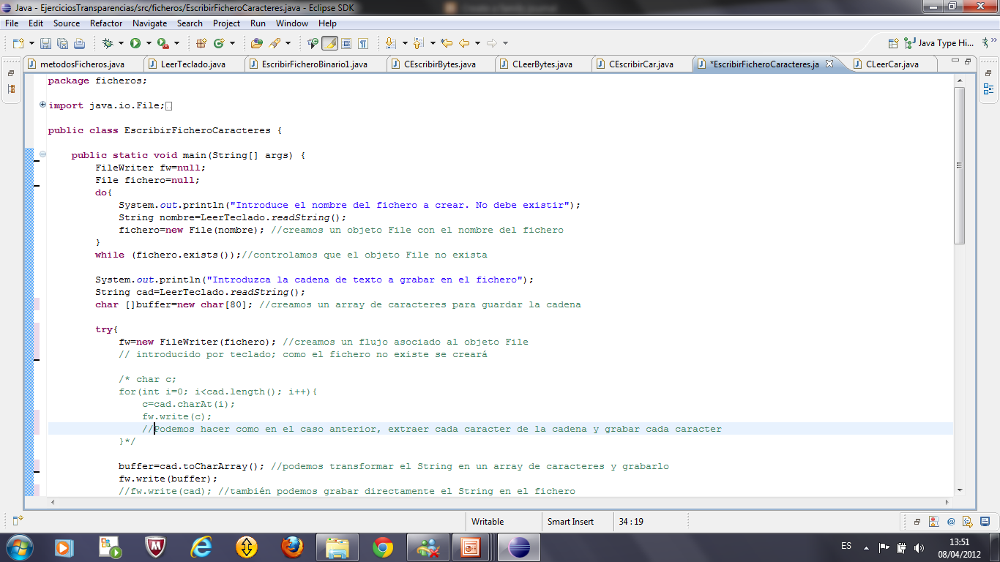 Java - EjerciciosTransparencias/src/ficheros/EscribirFicheroCaracteres.java - Eclipse SDK
File Edit Source Refactor Navigate Search Project Run Window Help
Java Type Hi...
metodosFicheros.java LeerTeclado.java EscribirFicheroBinario1.java CEscribirBytes.java CLeerBytes.java CEscribirCar.java *EscribirFicheroCaracteres.ja CLeerCar.java
package ficheros;
import java.io.File;
public class EscribirFicheroCaracteres {
public static void main(String[] args) {
FileWriter fw=null;
File fichero=null;
do{
System.out.println("Introduce el nombre del fichero a crear. No debe existir");
String nombre=LeerTeclado.readString();
fichero=new File(nombre); //creamos un objeto File con el nombre del fichero
}
while (fichero.exists());//controlamos que el objeto File no exista
System.out.println("Introduzca la cadena de texto a grabar en el fichero");
String cad=LeerTeclado.readString();
char []buffer=new char[80]; //creamos un array de caracteres para guardar la cadena
try{
fw=new FileWriter(fichero); //creamos un flujo asociado al objeto File
// introducido por teclado; como el fichero no existe se creará
/* char c;
for(int i=0; i<cad.length(); i++){
c=cad.charAt(i);
fw.write(c);
//Podemos hacer como en el caso anterior, extraer cada caracter de la cadena y grabar cada caracter
}*/
buffer=cad.toCharArray(); //podemos transformar el String en un array de caracteres y grabarlo
fw.write(buffer);
//fw.write(cad); //también podemos grabar directamente el String en el fichero
Writable Smart Insert 34 : 19
ES 13:51
08/04/2012